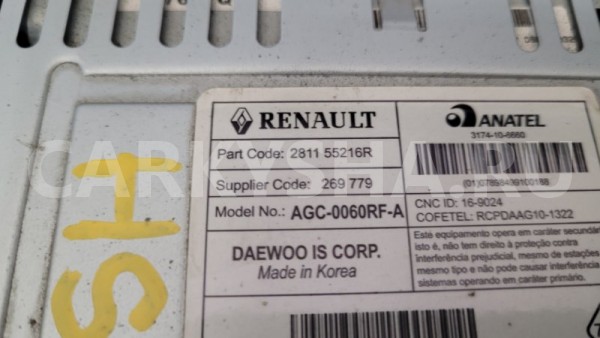 RENAULT
Part Code: 2811 55216R
Supplier Code: 269 779
Model No.: AGC-0060RF-A
DAEWOO IS CORP.
Made in Korea
ANATEL
3174-10-6660
CNC ID: 16-9024
COFETEL: RCPDAAG10-1322
Este equipamento opera em caráter secundár
isto é, não tem direito à proteção contra
interferência prejudicial, mesmo de estações
mesmo tipo e não pode causar interferência
sistemas operando em caráter primário.
SH
CARKYSHA.RU